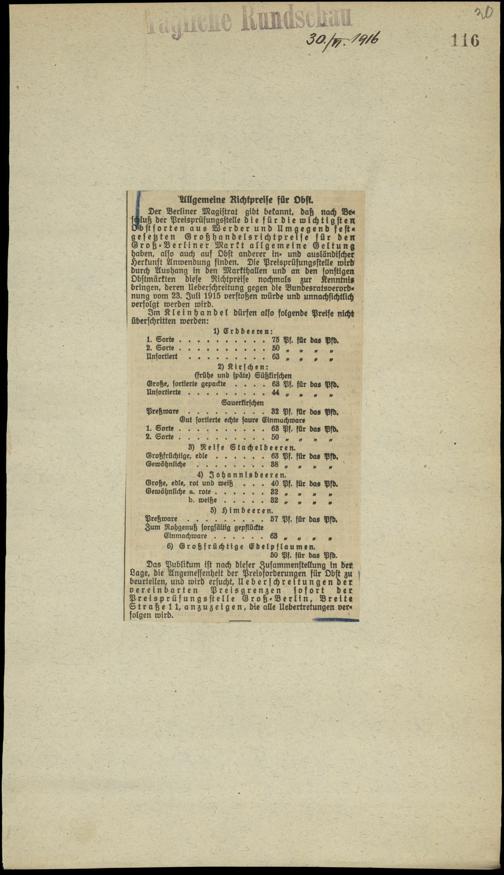 30
Tägliche Rundschau
30./VI. 1916
116
Allgemeine Richtpreise für Obst.
Der Berliner Magistrat gibt bekannt, daß nach Be-
schluß der Preisprüfungsstelle die für die wichtigsten
Obstsorten aus Werder und Umgegend fest-
gesetzten Großhandelsrichtpreise für den
Groß-Berliner Markt allgemeine Geltung
haben, also auch auf Obst anderer in- und ausländischer
Herkunft Anwendung finden. Die Preisprüfungsstelle wird
durch Aushang in den Markthallen und an den sonstigen
Obstmärkten diese Richtpreise nochmals zur Kenntnis
bringen, deren Ueberschreitung gegen die Bundesratsverord-
nung vom 23. Juli 1915 verstoßen würde und unnachsichtlich
verfolgt werden wird.
Im Kleinhandel dürfen also folgende Preise nicht
überschritten werden:
1) Erdbeeren:
1. Sorte . . . . . . . . . . 75 Pf. für das Pfd.
2. Sorte . . . . . . . . . . 50 „ „ „ „
Unsortiert . . . . . . . . . 63 „ „ „ „
2) Kirschen:
(frühe und späte) Süßkirschen
Große, sortierte gepackte . . . . 63 Pf. für das Pfd.
Unsortierte . . . . . . . . . 44 „ „ „ „
Sauerkirschen
Preßware . . . . . . . . . 32 Pf. für das Pfd.
Gut sortierte echte saure Einmachware
1. Sorte . . . . . . . . . . 63 Pf. für das Pfd.
2. Sorte . . . . . . . . . . 50 „ „ „ „
3) Reife Stachelbeeren.
Großfrüchtige, edle . . . . . . 63 Pf. für das Pfd.
Gewöhnliche . . . . . . . . 38 „ „ „ „
4) Johannisbeeren.
Große, edle, rot und weiß . . . 40 Pf. für das Pfd.
Gewöhnliche a. rote . . . . . . 32 „ „ „ „
b. weiße . . . . . 32 „ „ „ „
5) Himbeeren.
Preßware . . . . . . . . . 57 Pf. für das Pfd.
Zum Rohgenuß sorgfältig gepflückte
Einmachware . . . . . . 63 „ „ „ „
6) Großfrüchtige Edelpflaumen.
50 Pf. für das Pfd.
Das Publikum ist nach dieser Zusammenstellung in der
Lage, die Angemessenheit der Preisforderungen für Obst zu
beurteilen, und wird ersucht, Ueberschreitungen der
vereinbarten Preisgrenzen sofort der
Preisprüfungsstelle Groß-Berlin, Breite
Straße 11, anzuzeigen, die alle Uebertretungen ver-
folgen wird.